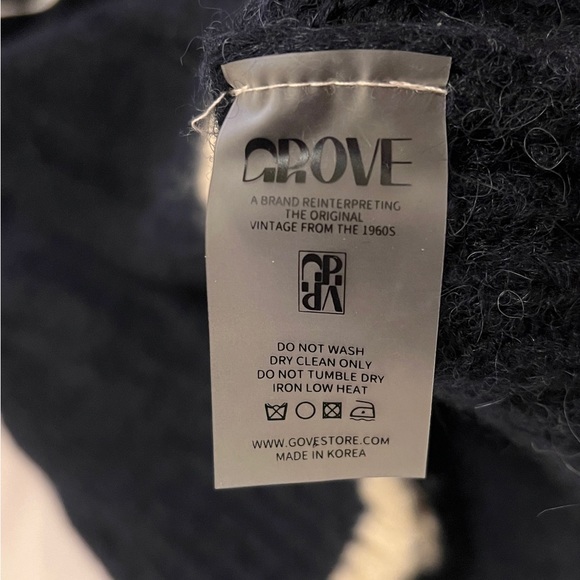 GROVE
A BRAND REINTERPRETING
THE ORIGINAL
VINTAGE FROM THE 1960S
DO NOT WASH
DRY CLEAN ONLY
DO NOT TUMBLE DRY
IRON LOW HEAT
WWW.GOVESTORE.COM
MADE IN KOREA